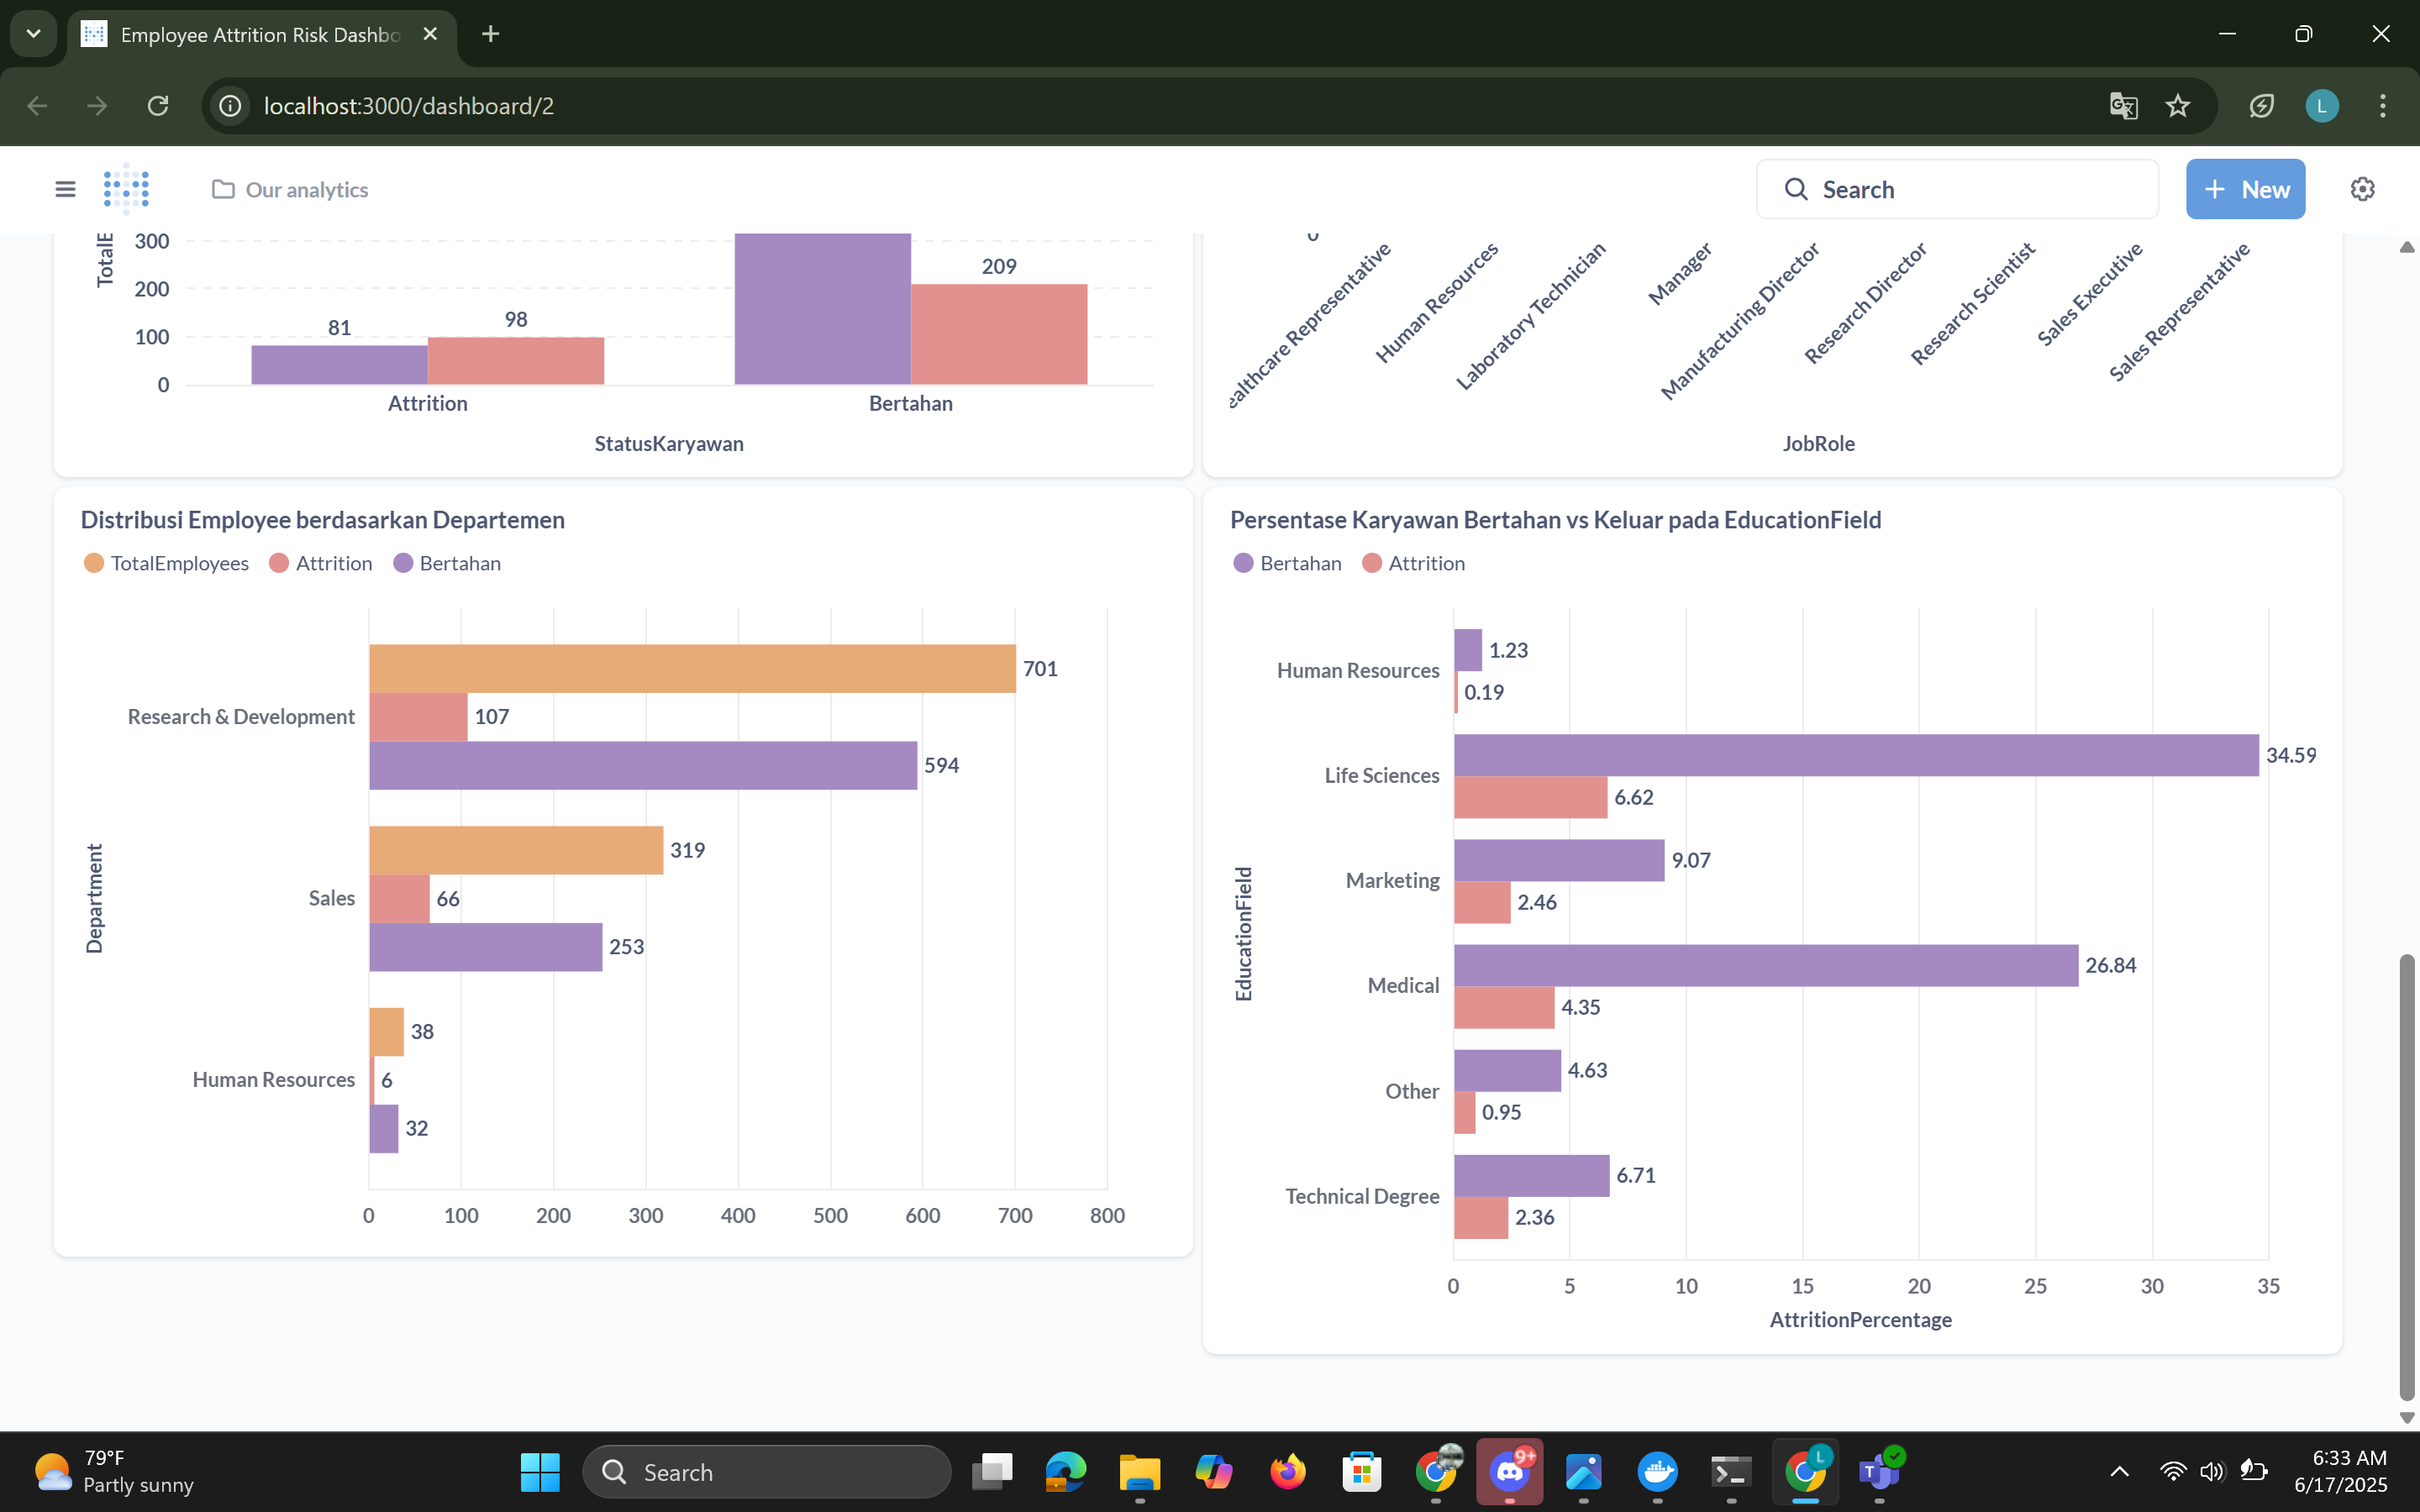 Employee Attrition Risk Dashbo
localhost:3000/dashboard/2
L
Our analytics
Search
New
TotalE
300
200
100
0
81
98
209
Attrition
Bertahan
StatusKaryawan
0
ealthcare Representative
Human Resources
Laboratory Technician
Manager
Manufacturing Director
Research Director
Research Scientist
Sales Executive
Sales Representative
JobRole
Distribusi Employee berdasarkan Departemen
TotalEmployees
Attrition
Bertahan
Department
Research & Development
701
107
594
Sales
319
66
253
Human Resources
38
6
32
0 100 200 300 400 500 600 700 800
Persentase Karyawan Bertahan vs Keluar pada EducationField
Bertahan
Attrition
EducationField
Human Resources
1.23
0.19
Life Sciences
34.59
6.62
Marketing
9.07
2.46
Medical
26.84
4.35
Other
4.63
0.95
Technical Degree
6.71
2.36
0 5 10 15 20 25 30 35
AttritionPercentage
79°F
Partly sunny
Search
9+
L
T
6:33 AM
6/17/2025